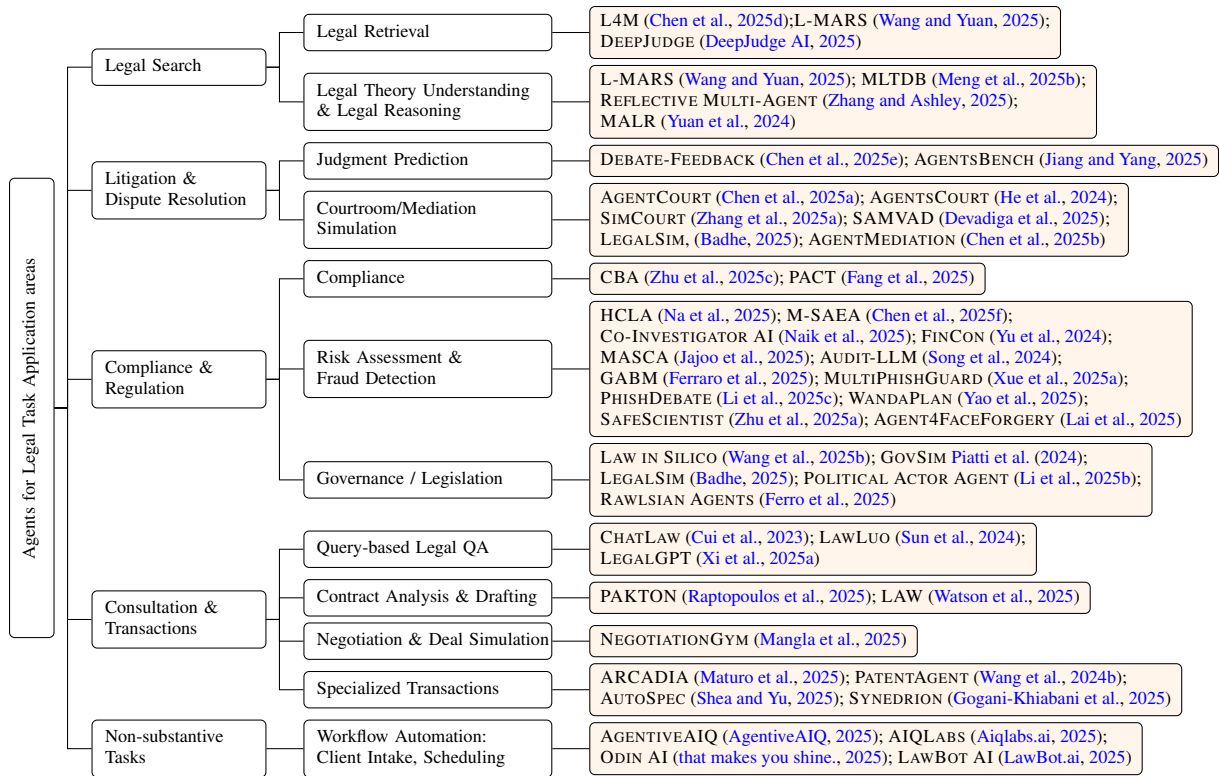 Agents for Legal Task Application areas
Legal Search
Legal Retrieval
L4M (Chen et al., 2025d);L-MARS (Wang and Yuan, 2025);
DEEPJUDGE (DeepJudge AI, 2025)
Legal Theory Understanding
& Legal Reasoning
L-MARS (Wang and Yuan, 2025); MLTDB (Meng et al., 2025b);
REFLECTIVE MULTI-AGENT (Zhang and Ashley, 2025);
MALR (Yuan et al., 2024)
Litigation &
Dispute Resolution
Judgment Prediction
DEBATE-FEEDBACK (Chen et al., 2025e); AGENTSBENCH (Jiang and Yang, 2025)
Courtroom/Mediation
Simulation
AGENTCOURT (Chen et al., 2025a); AGENTSCOURT (He et al., 2024);
SIMCOURT (Zhang et al., 2025a); SAMVAD (Devadiga et al., 2025);
LEGALSIM, (Badhe, 2025); AGENTMEDIATION (Chen et al., 2025b)
Compliance &
Regulation
Compliance
CBA (Zhu et al., 2025c); PACT (Fang et al., 2025)
Risk Assessment &
Fraud Detection
HCLA (Na et al., 2025); M-SAEA (Chen et al., 2025f);
CO-INVESTIGATOR AI (Naik et al., 2025); FINCON (Yu et al., 2024);
MASCA (Jajoo et al., 2025); AUDIT-LLM (Song et al., 2024);
GABM (Ferraro et al., 2025); MULTIPHISHGUARD (Xue et al., 2025a);
PHISHDEBATE (Li et al., 2025c); WANDAPLAN (Yao et al., 2025);
SAFESCIENTIST (Zhu et al., 2025a); AGENT4FACEFORGERY (Lai et al., 2025)
Governance / Legislation
LAW IN SILICO (Wang et al., 2025b); GOVSIM Piatti et al. (2024);
LEGALSIM (Badhe, 2025); POLITICAL ACTOR AGENT (Li et al., 2025b);
RAWLSIAN AGENTS (Ferro et al., 2025)
Consultation &
Transactions
Query-based Legal QA
CHATLAW (Cui et al., 2023); LAWLUO (Sun et al., 2024);
LEGALGPT (Xi et al., 2025a)
Contract Analysis & Drafting
PAKTON (Raptopoulos et al., 2025); LAW (Watson et al., 2025)
Negotiation & Deal Simulation
NEGOTIATIONGYM (Mangla et al., 2025)
Specialized Transactions
ARCADIA (Maturo et al., 2025); PATENTAGENT (Wang et al., 2024b);
AUTOSPEC (Shea and Yu, 2025); SYNEDRION (Gogani-Khiabani et al., 2025)
Non-substantive
Tasks
Workflow Automation:
Client Intake, Scheduling
AGENTIVEAIQ (AgentiveAIQ, 2025); AIQLABS (Aiqlabs.ai, 2025);
ODIN AI (that makes you shine., 2025); LAWBOT AI (LawBot.ai, 2025)